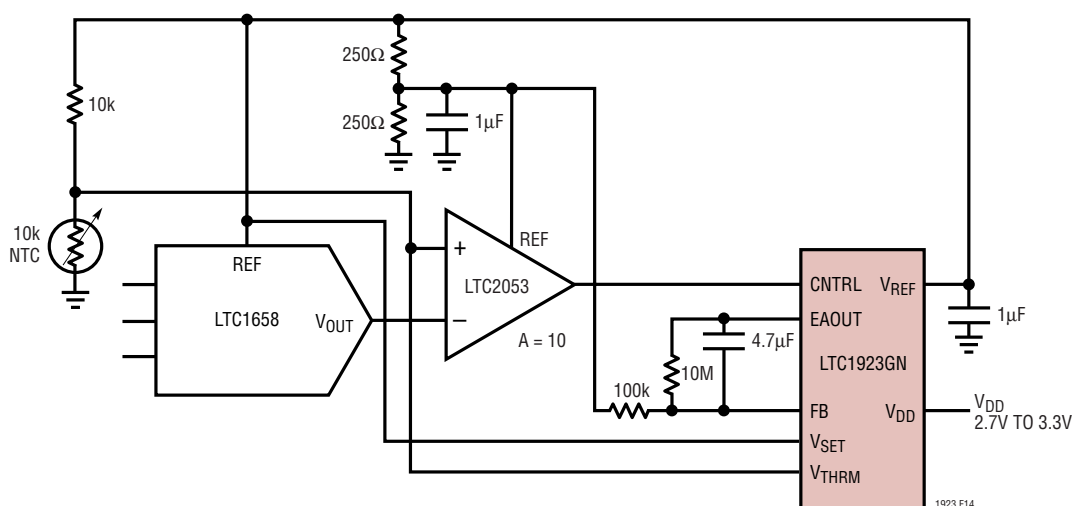 250Ω
10k
250Ω
1µF
10k
NTC
REF
LTC1658
VOUT
+
REF
LTC2053
–
A = 10
CNTRL
VREF
EAOUT
1µF
4.7µF
LTC1923GN
10M
100k
FB
VDD
VDD
2.7V TO 3.3V
VSET
VTHRM
1923 F14